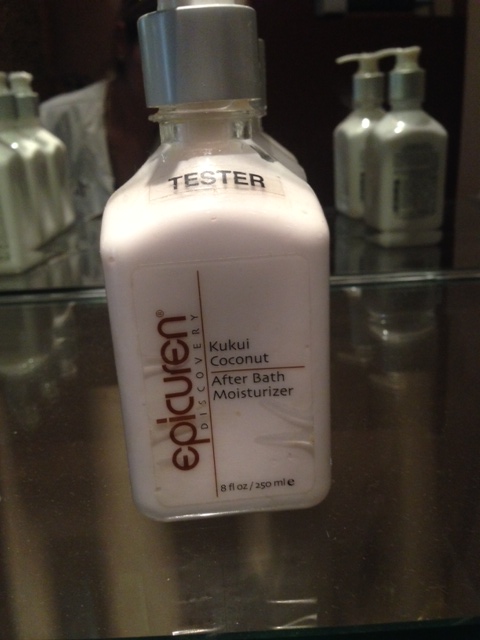 TESTER
epicuren®
DISCOVERY
Kukui
Coconut
After Bath
Moisturizer
8 fl oz / 250 ml e